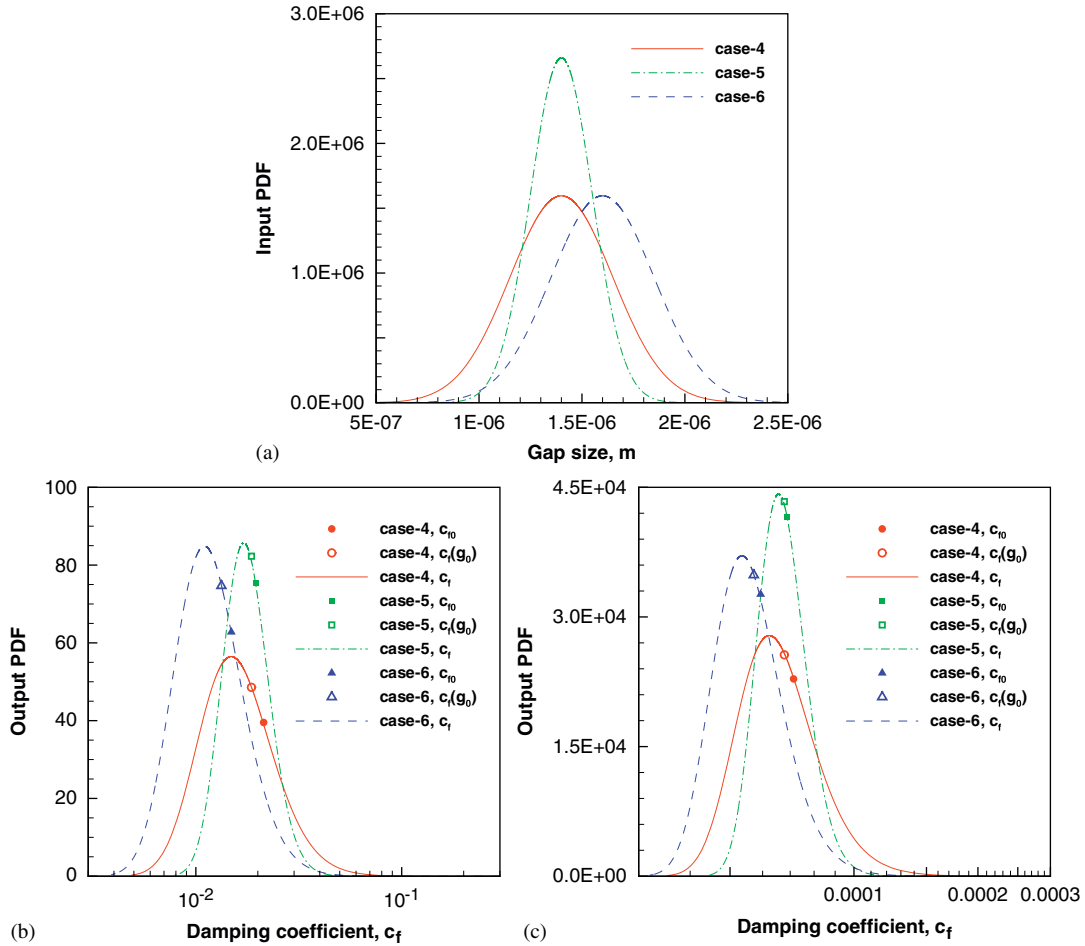 3.0E+06
2.0E+06
1.0E+06
0.0E+00
Input PDF
case-4
case-5
case-6
5E-07 1E-06 1.5E-06 2E-06 2.5E-06
(a) Gap size, m
100
80
60
40
20
0
Output PDF
case-4, cf0
case-4, cf(g0)
case-4, cf
case-5, cf0
case-5, cf(g0)
case-5, cf
case-6, cf0
case-6, cf(g0)
case-6, cf
10-2 10-1
(b) Damping coefficient, cf
4.5E+04
3.0E+04
1.5E+04
0.0E+00
Output PDF
case-4, cf0
case-4, cf(g0)
case-4, cf
case-5, cf0
case-5, cf(g0)
case-5, cf
case-6, cf0
case-6, cf(g0)
case-6, cf
0.0001 0.0002 0.0003
(c) Damping coefficient, cf